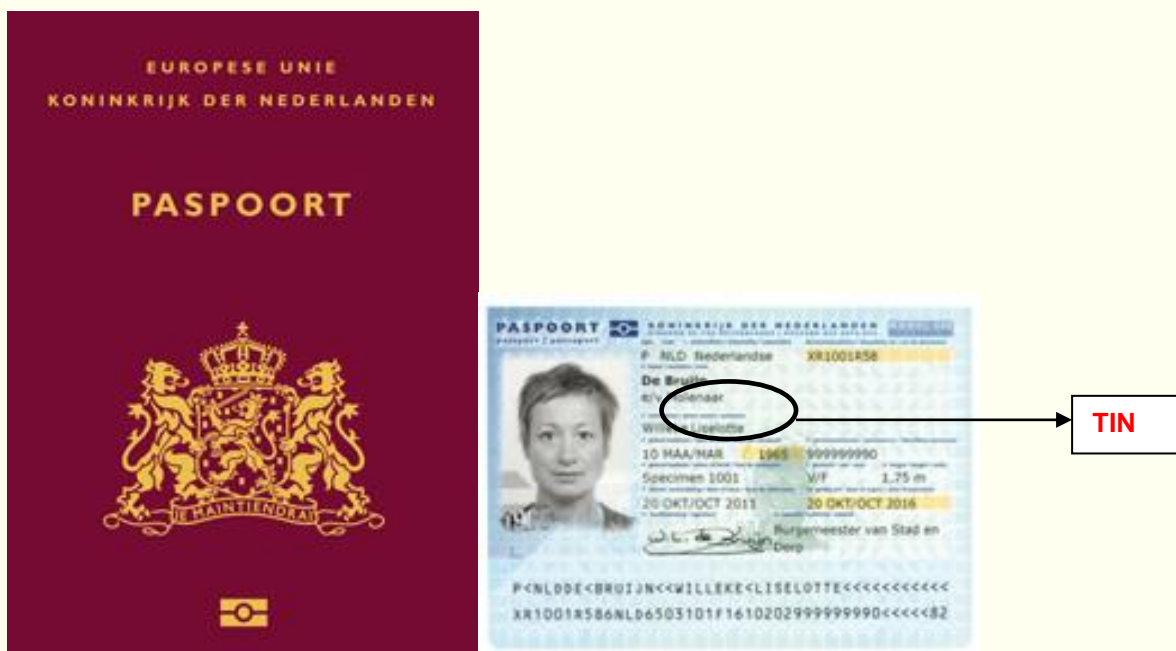 EUROPESE UNIE
KONINKRIJK DER NEDERLANDEN
PASPOORT
JE MAINTIENDRAI
PASPOORT KONINKRIJK DER NEDERLANDEN
P NLD Nederlandse XR1001R58
De Bruijn
e/v Molenaar
Willeke Liselotte
10 MAA/MAR 1965 999999990
Specimen 1001 V/F 1,75 m
20 OKT/OCT 2011 20 OKT/OCT 2016
W.L. de Bruijn
Burgemeester van Stad en
Dorp
P<NLDDE<BRUIJN<<WILLEKE<LISELOTTE<<<<<<<<<<<
XR1001R586NLD6503101F1610202999999990<<<<<82
TIN